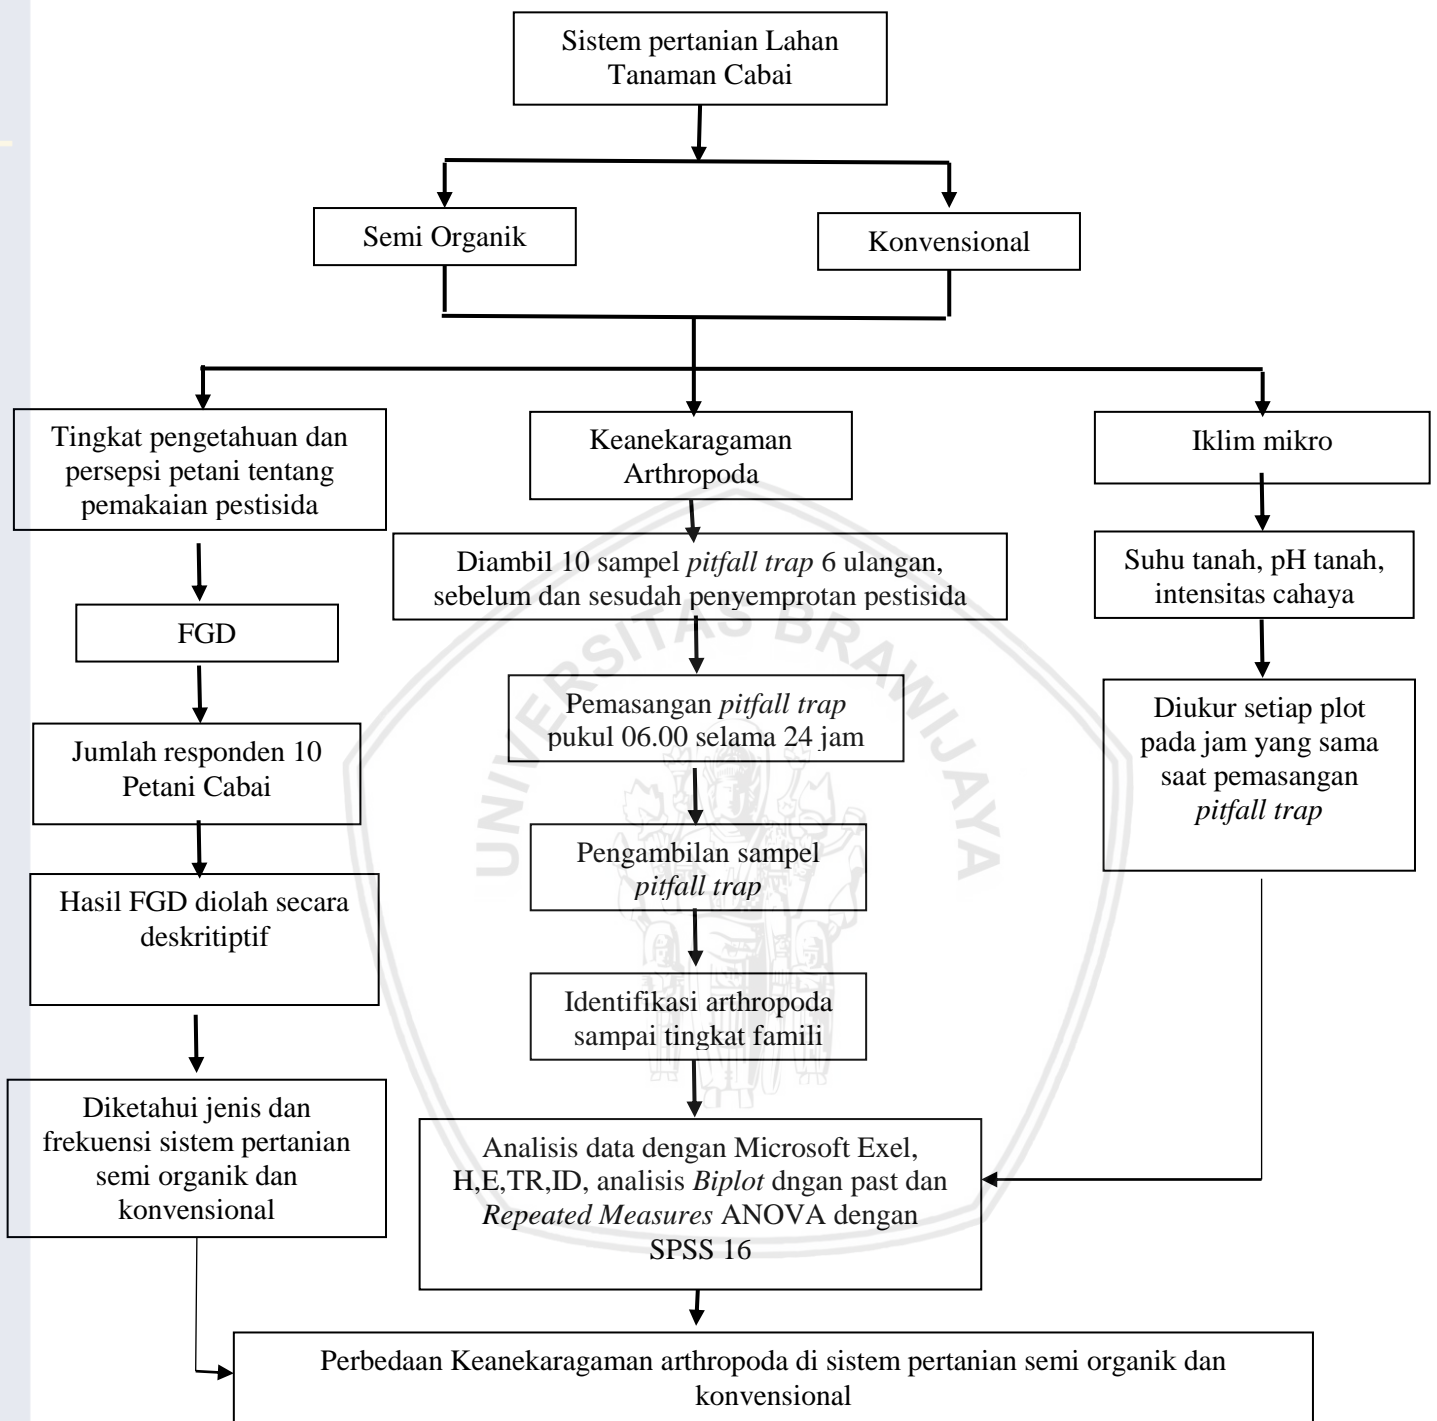 Sistem pertanian Lahan
Tanaman Cabai
Semi Organik
Konvensional
Tingkat pengetahuan dan
persepsi petani tentang
pemakaian pestisida
Keanekaragaman
Arthropoda
Iklim mikro
Diambil 10 sampel pitfall trap 6 ulangan,
sebelum dan sesudah penyemprotan pestisida
Suhu tanah, pH tanah,
intensitas cahaya
FGD
Pemasangan pitfall trap
pukul 06.00 selama 24 jam
Diukur setiap plot
pada jam yang sama
saat pemasangan
pitfall trap
Jumlah responden 10
Petani Cabai
Pengambilan sampel
pitfall trap
Hasil FGD diolah secara
deskritiptif
Identifikasi arthropoda
sampai tingkat famili
Diketahui jenis dan
frekuensi sistem pertanian
semi organik dan
konvensional
Analisis data dengan Microsoft Exel,
H,E,TR,ID, analisis Biplot dngan past dan
Repeated Measures ANOVA dengan
SPSS 16
Perbedaan Keanekaragaman arthropoda di sistem pertanian semi organik dan
konvensional
UNIVERSITAS BRAWIJAYA